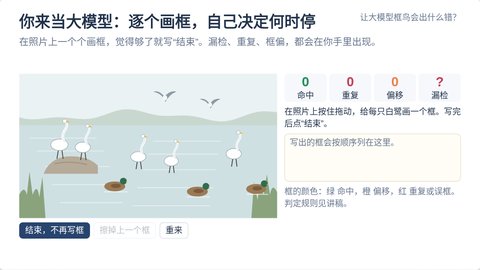 你来当大模型：逐个画框，自己决定何时停
让大模型框鸟会出什么错？
在照片上一个个画框，觉得够了就写“结束”。漏检、重复、框偏，都会在你手里出现。
0
命中
0
重复
0
偏移
?
漏检
在照片上按住拖动，给每只白鹭画一个框。写完后点“结束”。
写出的框会按顺序列在这里。
框的颜色：绿 命中，橙 偏移，红 重复或误框。
判定规则见讲稿。
结束，不再写框
擦掉上一个框
重来